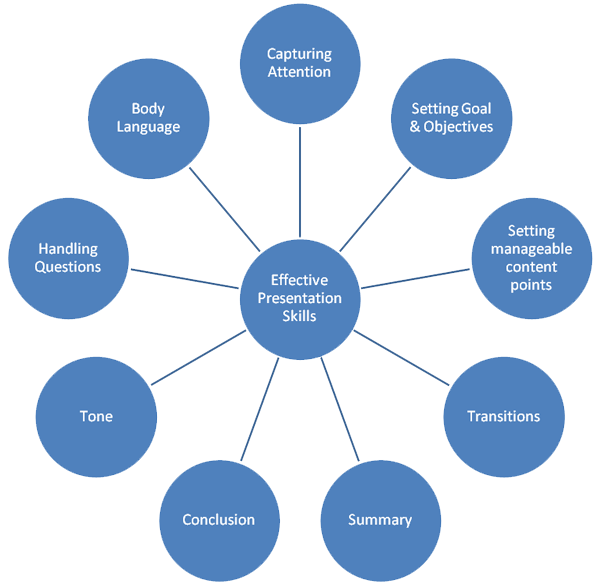 Capturing
Attention
Setting Goal
& Objectives
Setting
manageable
content
points
Transitions
Summary
Conclusion
Tone
Handling
Questions
Body
Language
Effective
Presentation
Skills